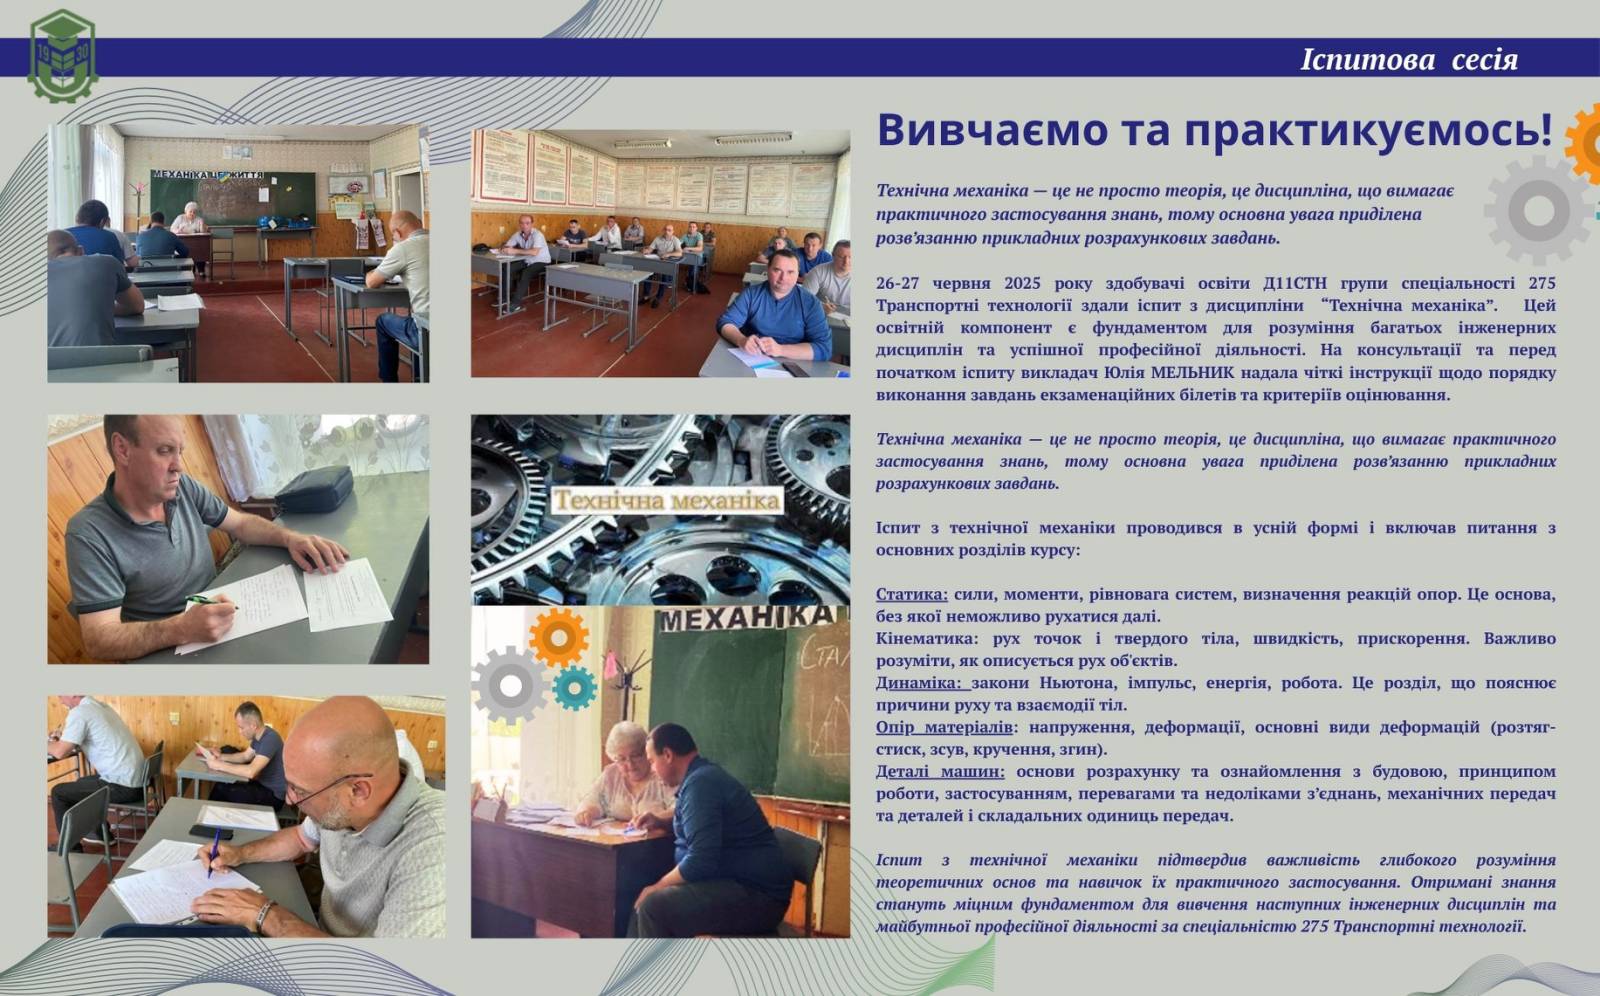 19 30
Іспитова сесія
Вивчаємо та практикуємось!
Технічна механіка — це не просто теорія, це дисципліна, що вимагає
практичного застосування знань, тому основна увага приділена
розв’язанню прикладних розрахункових завдань.
26-27 червня 2025 року здобувачі освіти Д11СТН групи спеціальності 275
Транспортні технології здали іспит з дисципліни “Технічна механіка”. Цей
освітній компонент є фундаментом для розуміння багатьох інженерних
дисциплін та успішної професійної діяльності. На консультації та перед
початком іспиту викладач Юлія МЕЛЬНИК надала чіткі інструкції щодо порядку
виконання завдань екзаменаційних білетів та критеріїв оцінювання.
Технічна механіка — це не просто теорія, це дисципліна, що вимагає практичного
застосування знань, тому основна увага приділена розв’язанню прикладних
розрахункових завдань.
Іспит з технічної механіки проводився в усній формі і включав питання з
основних розділів курсу:
Статика: сили, моменти, рівновага систем, визначення реакцій опор. Це основа,
без якої неможливо рухатися далі.
Кінематика: рух точок і твердого тіла, швидкість, прискорення. Важливо
розуміти, як описується рух об'єктів.
Динаміка: закони Ньютона, імпульс, енергія, робота. Це розділ, що пояснює
причини руху та взаємодії тіл.
Опір матеріалів: напруження, деформації, основні види деформацій (розтяг-
стиск, зсув, кручення, згин).
Деталі машин: основи розрахунку та ознайомлення з будовою, принципом
роботи, застосуванням, перевагами та недоліками з’єднань, механічних передач
та деталей і складальних одиниць передач.
Іспит з технічної механіки підтвердив важливість глибокого розуміння
теоретичних основ та навичок їх практичного застосування. Отримані знання
стануть міцним фундаментом для вивчення наступних інженерних дисциплін та
майбутньої професійної діяльності за спеціальністю 275 Транспортні технології.
МЕХАНІКА ЦЕ ЖИТТЯ
Технічна механіка
МЕХАНІКА